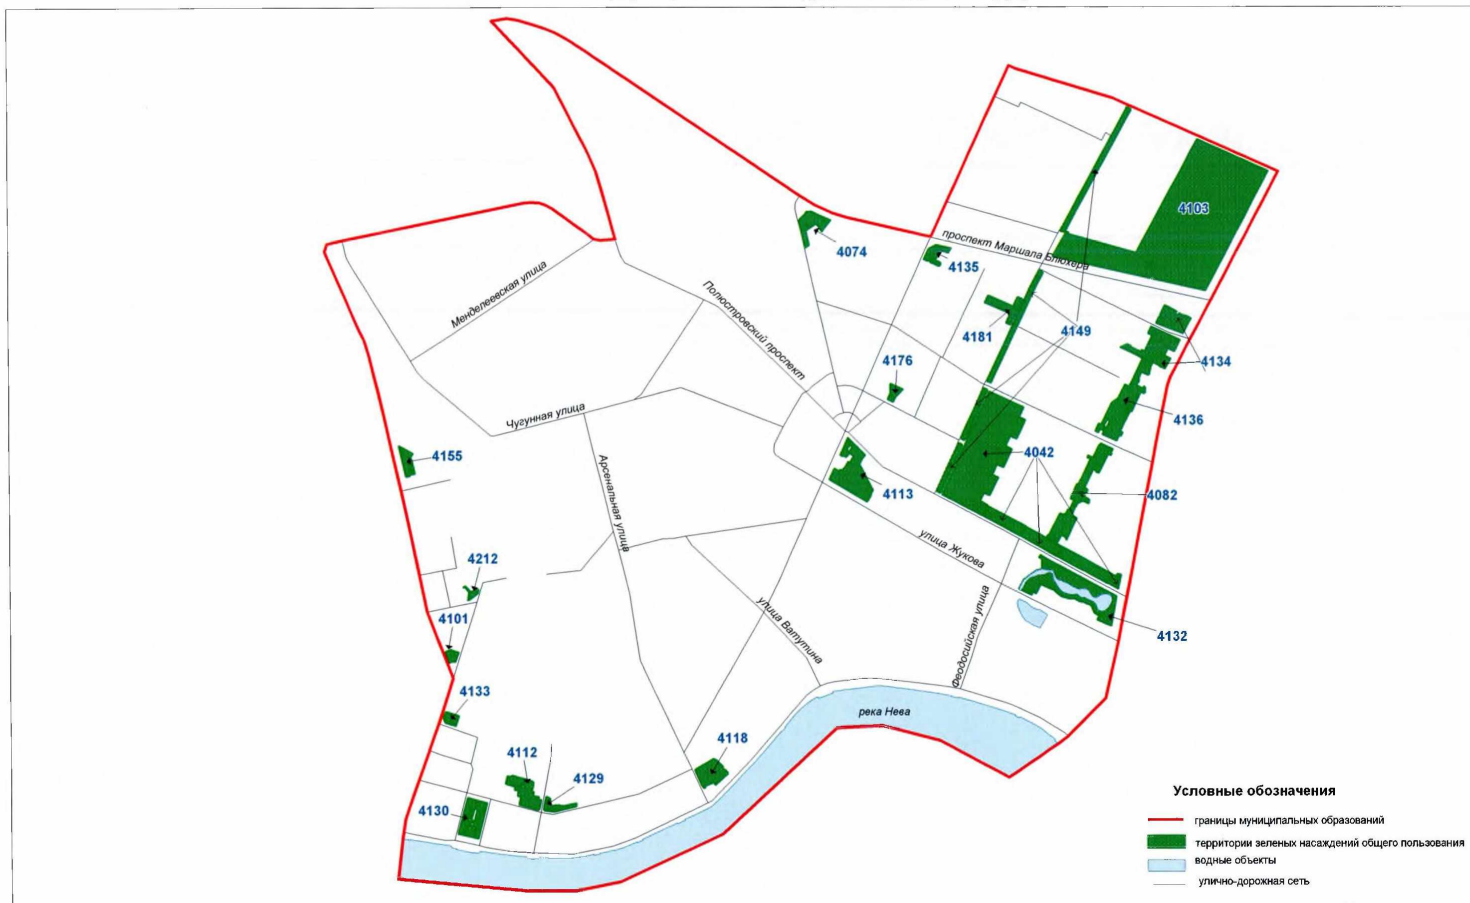 4103
проспект Маршала Блюхера
4074
4135
Менделеевская улица
Полюстровский проспект
4181
4149
4134
4176
4136
Чугунная улица
4155
Арсенальная улица
4042
4113
4082
улица Жукова
4212
4101
улица Ватутина
Феодосийская улица
4132
4133
река Нева
4118
4112
4129
4130
Условные обозначения
границы муниципальных образований
территории зеленых насаждений общего пользования
водные объекты
улично-дорожная сеть